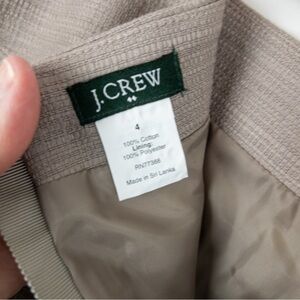 J.CREW
4
100% Cotton
Lining:
100% Polyester
RN77388
Made in Sri Lanka